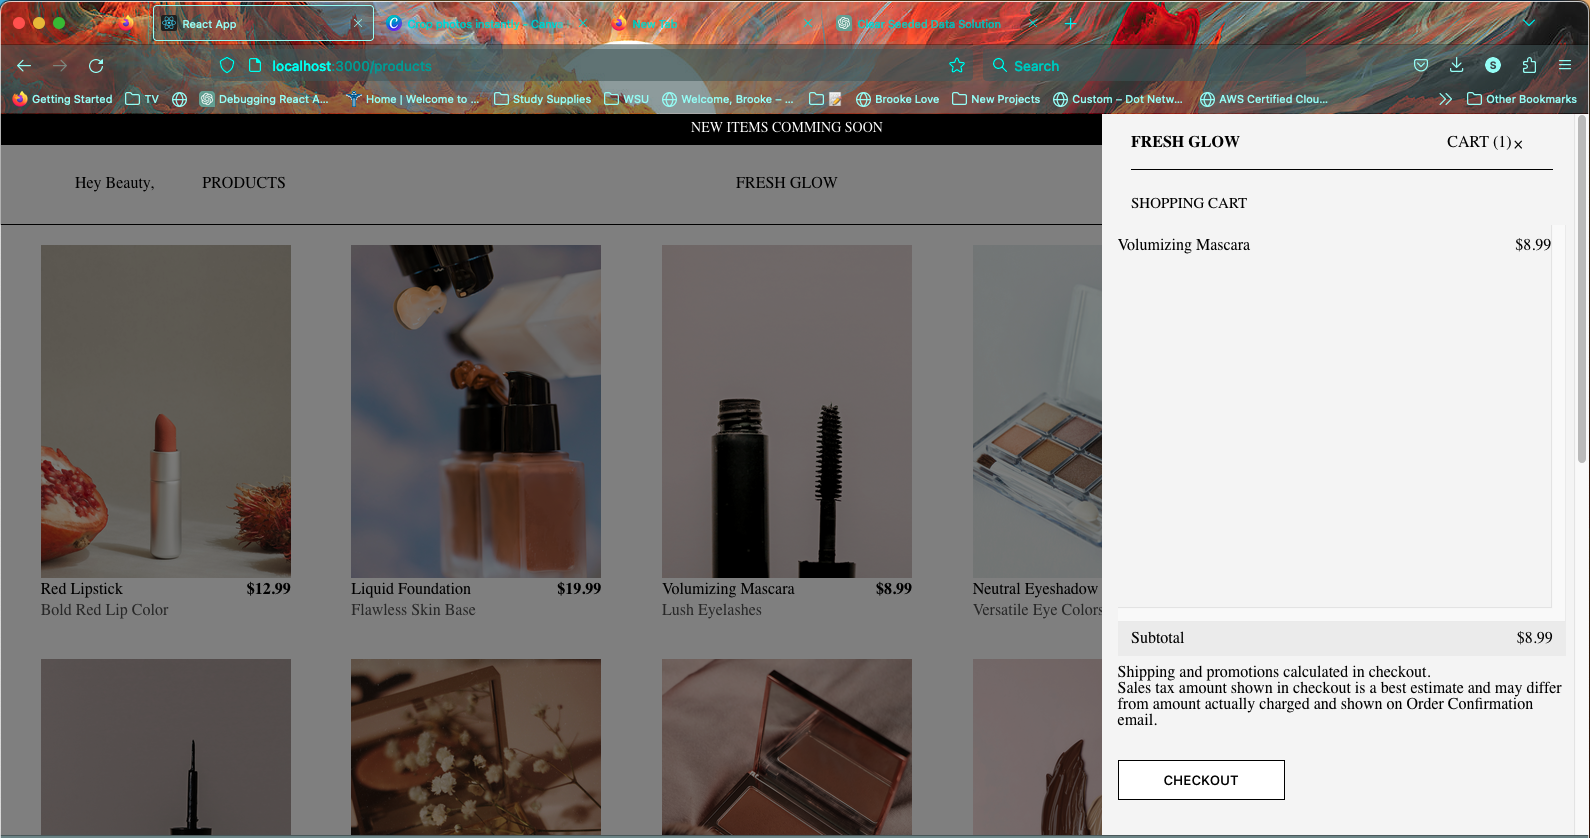 React App
Clear Seeded Data Solution
New Tab
localhost:3000/products
Search
Getting Started
TV
Debugging React A...
Home | Welcome to ...
Study Supplies
WSU
Welcome, Brooke – ...
Brooke Love
New Projects
Custom – Dot Netw...
AWS Certified Clou...
Other Bookmarks
NEW ITEMS COMMING SOON
Hey Beauty,
PRODUCTS
FRESH GLOW
Red Lipstick
$12.99
Bold Red Lip Color
Liquid Foundation
$19.99
Flawless Skin Base
Volumizing Mascara
$8.99
Lush Eyelashes
Neutral Eyeshadow
Versatile Eye Colors
FRESH GLOW
CART (1)
SHOPPING CART
Volumizing Mascara
$8.99
Subtotal
$8.99
Shipping and promotions calculated in checkout.
Sales tax amount shown in checkout is a best estimate and may differ
from amount actually charged and shown on Order Confirmation
email.
CHECKOUT